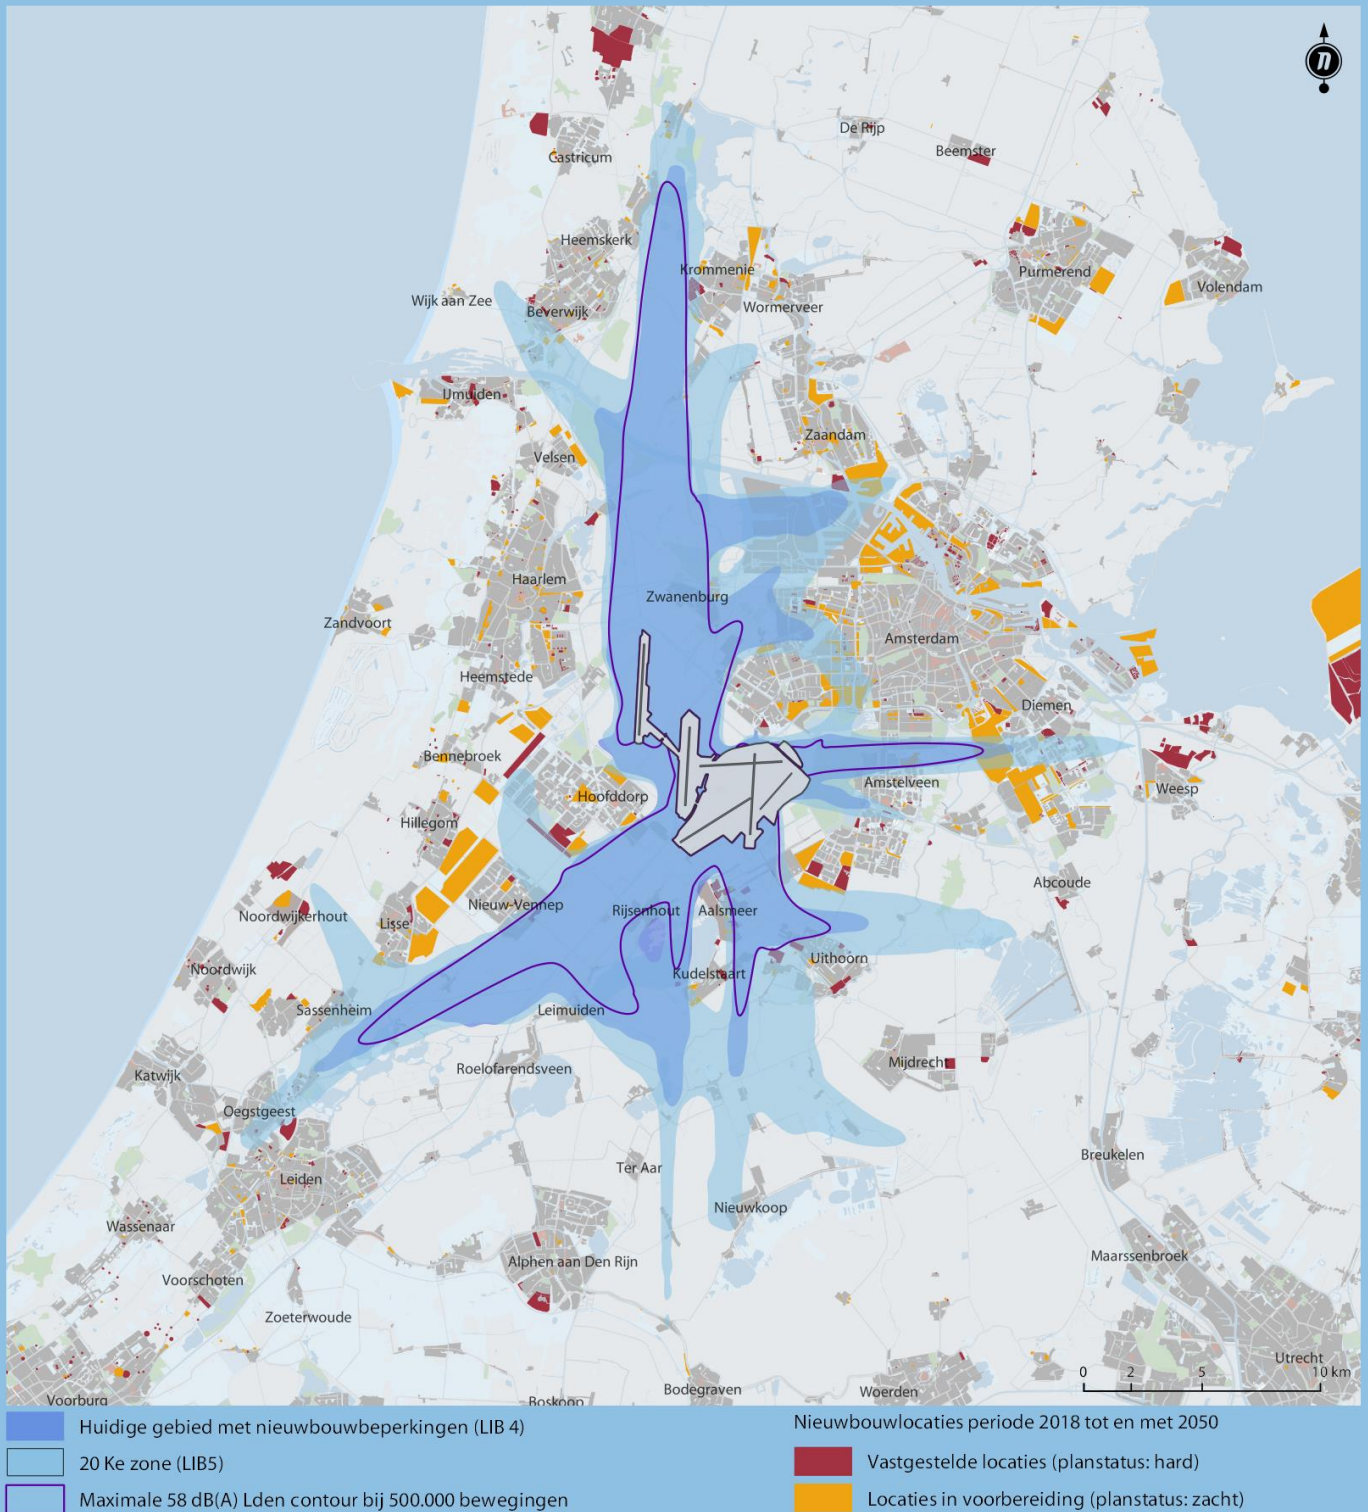 n
De Rijp
Beemster
Castricum
Heemskerk
Krommenie
Purmerend
Wijk aan Zee
Beverwijk
Wormerveer
Volendam
IJmuiden
Zaandam
Velsen
Haarlem
Zwanenburg
Zandvoort
Amsterdam
Heemstede
Diemen
Bennebroek
Amstelveen
Weesp
Hoofddorp
Hillegom
Abcoude
Nieuw-Vennep
Rijsenhout
Aalsmeer
Noordwijkerhout
Lisse
Uithoorn
Noordwijk
Kudelstaart
Sassenheim
Leimuiden
Mijdrecht
Katwijk
Roelofarendsveen
Oegstgeest
Breukelen
Ter Aar
Leiden
Nieuwkoop
Wassenaar
Maarssenbroek
Alphen aan Den Rijn
Voorschoten
Zoeterwoude
Utrecht
0 2 5 10 km
Bodegraven
Woerden
Voorburg
Boskoop
Huidige gebied met nieuwbouwbeperkingen (LIB 4)
20 Ke zone (LIB5)
Maximale 58 dB(A) Lden contour bij 500.000 bewegingen
Nieuwbouwlocaties periode 2018 tot en met 2050
Vastgestelde locaties (planstatus: hard)
Locaties in voorbereiding (planstatus: zacht)